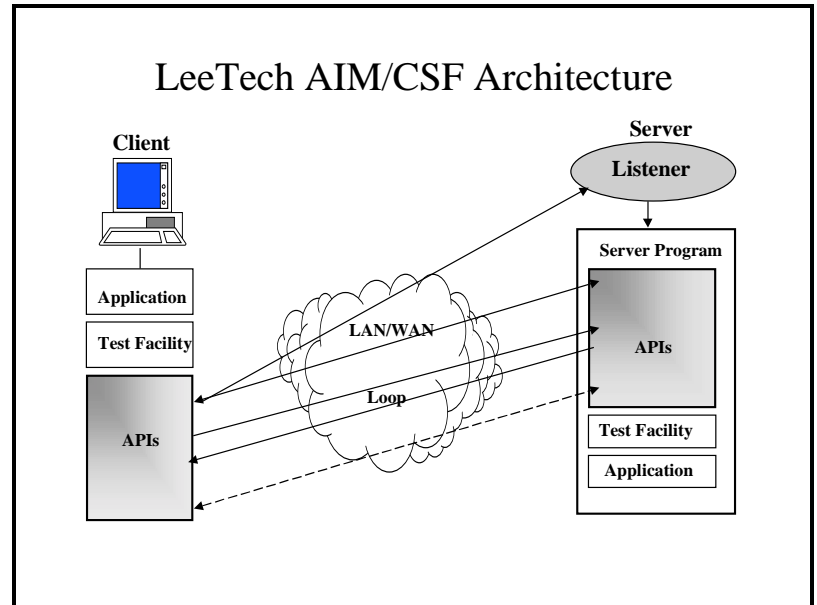 LeeTech AIM/CSF Architecture
Client
Server
Listener
Server Program
Application
Test Facility
APIs
LAN/WAN
Loop
APIs
Test Facility
Application